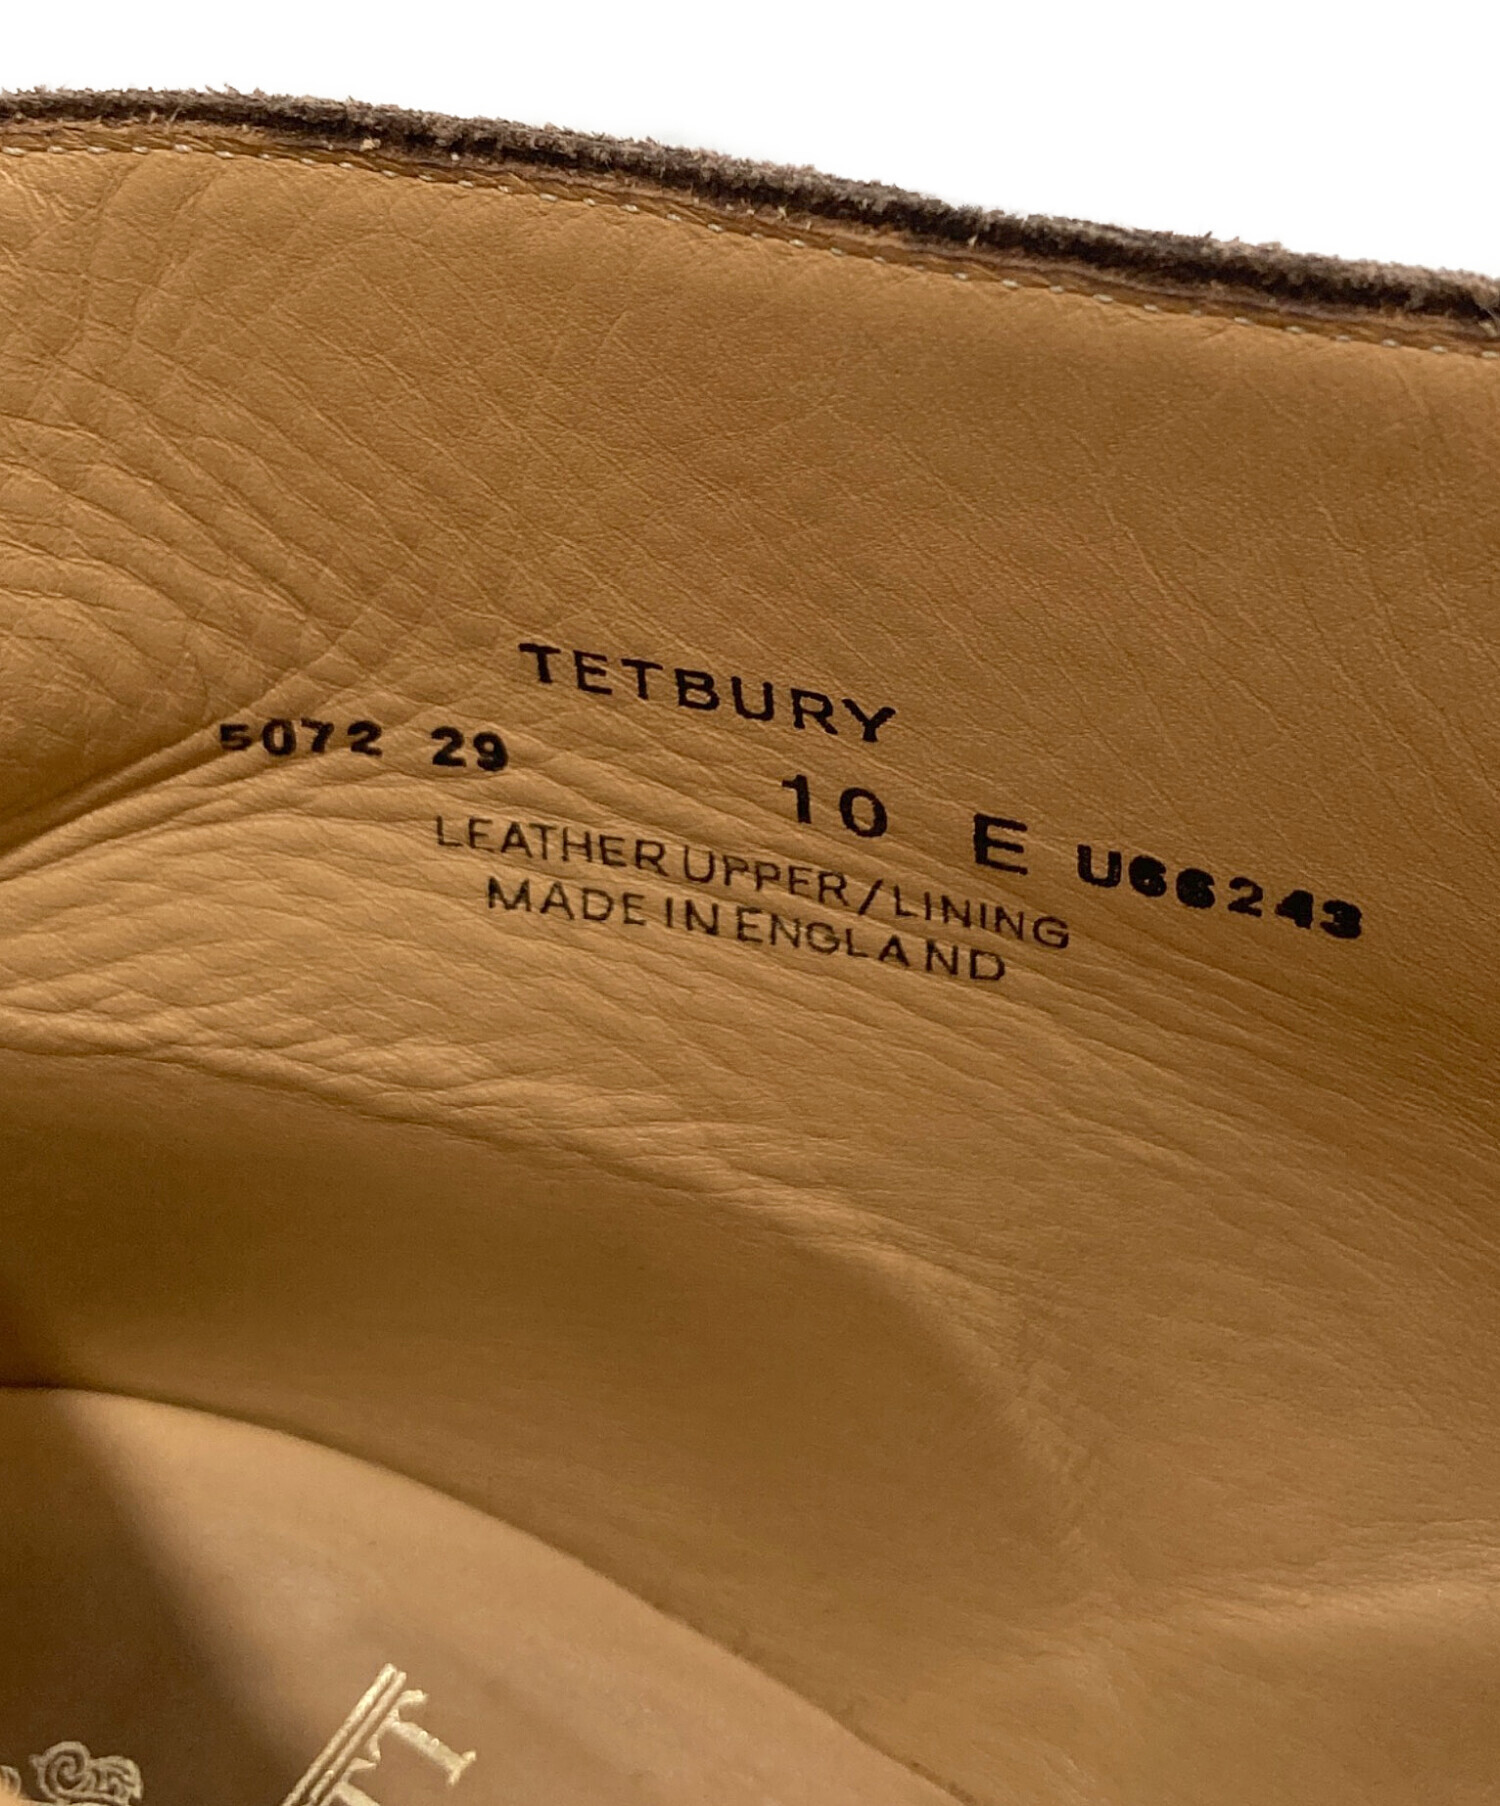 TETBURY
5072 29
10 E U66243
LEATHER UPPER/LINING
MADE IN ENGLAND